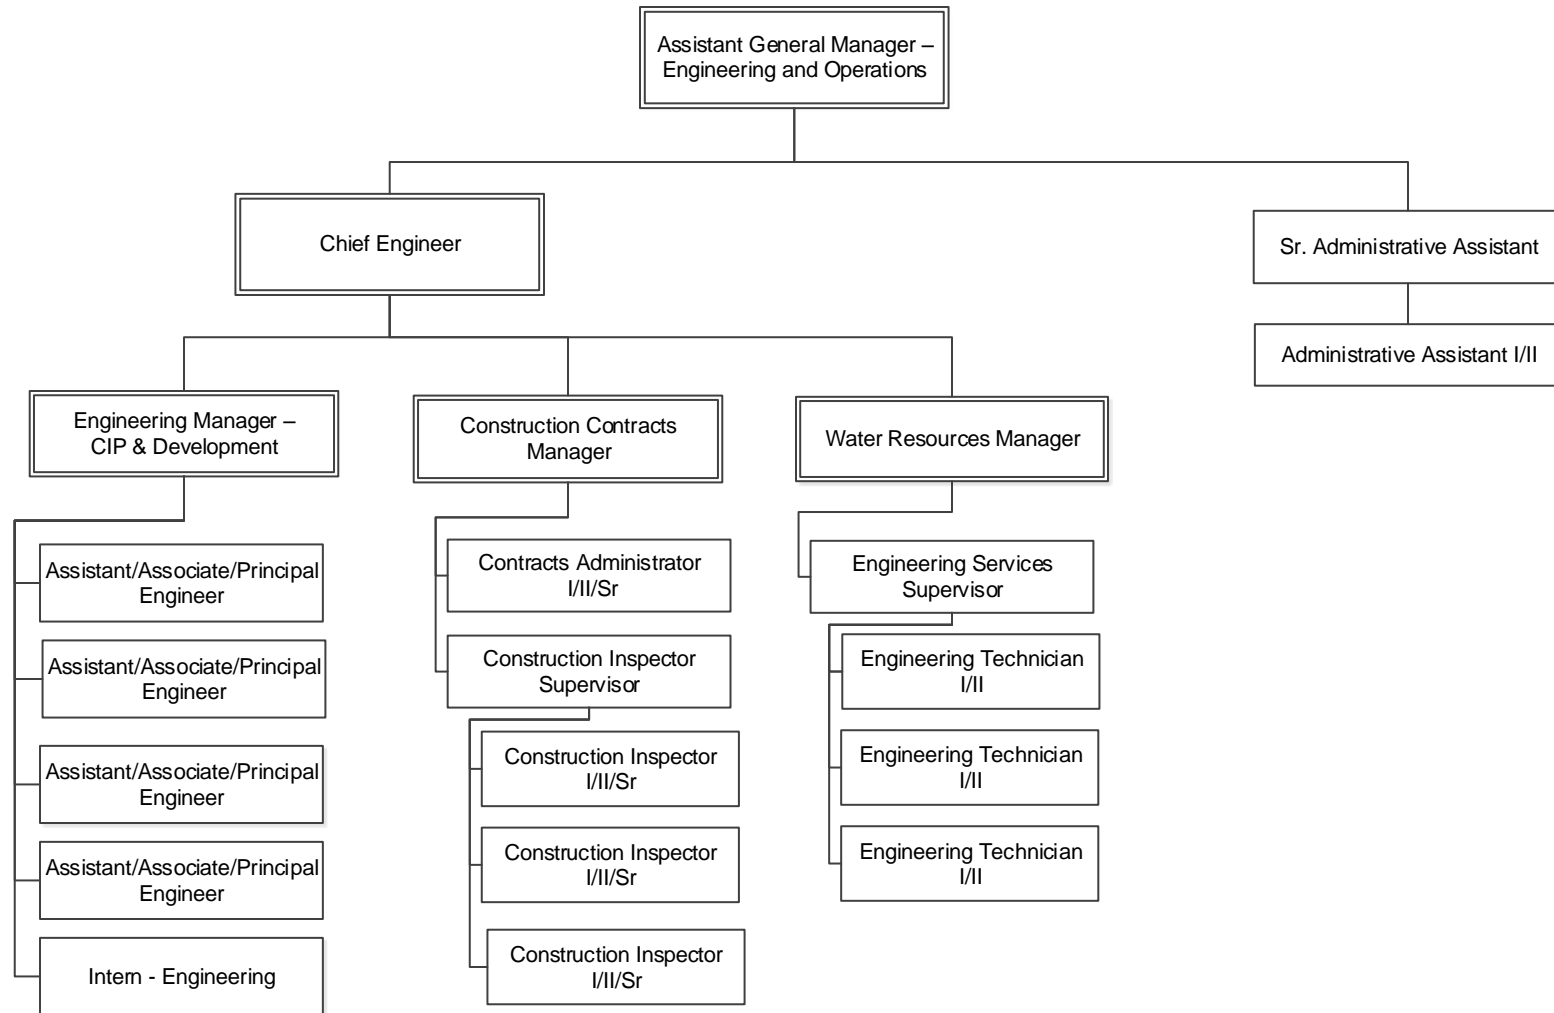 Assistant General Manager –
Engineering and Operations
Chief Engineer
Sr. Administrative Assistant
Administrative Assistant I/II
Engineering Manager –
CIP & Development
Construction Contracts
Manager
Water Resources Manager
Assistant/Associate/Principal
Engineer
Assistant/Associate/Principal
Engineer
Assistant/Associate/Principal
Engineer
Assistant/Associate/Principal
Engineer
Intern - Engineering
Contracts Administrator
I/II/Sr
Construction Inspector
Supervisor
Construction Inspector
I/II/Sr
Construction Inspector
I/II/Sr
Construction Inspector
I/II/Sr
Engineering Services
Supervisor
Engineering Technician
I/II
Engineering Technician
I/II
Engineering Technician
I/II